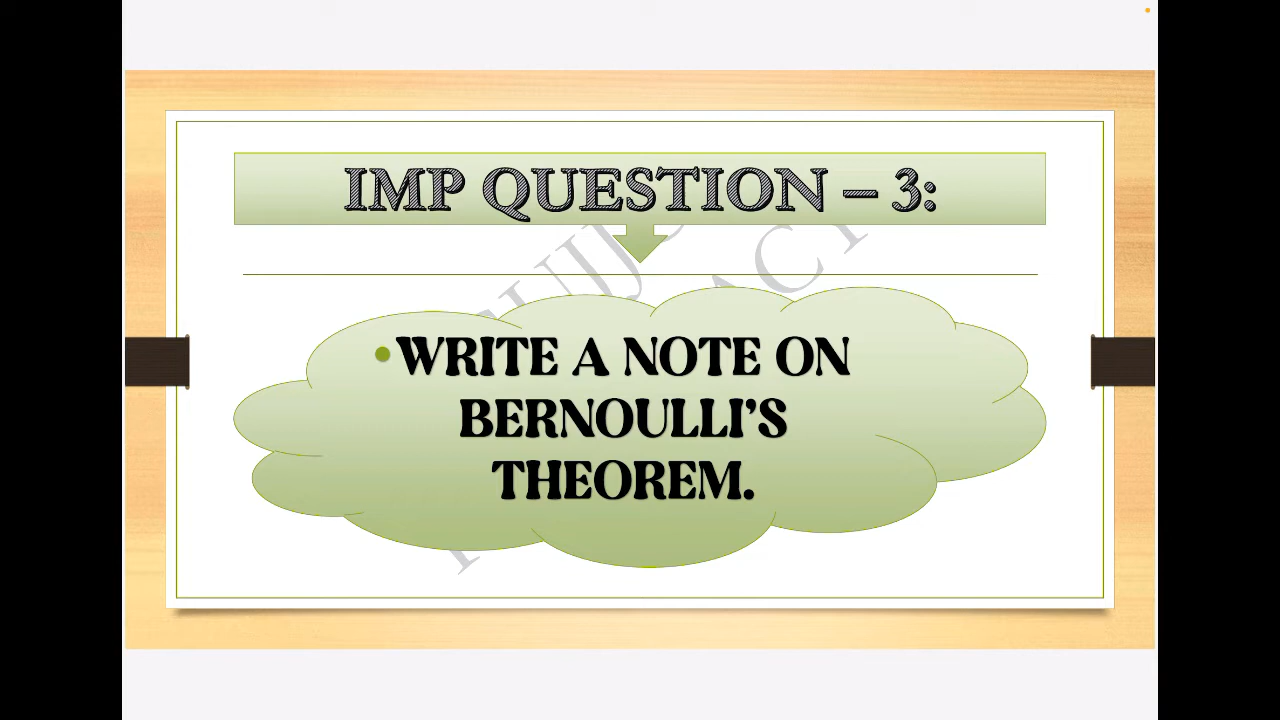 IMP QUESTION – 3:
•WRITE A NOTE ON
BERNOULLI’S
THEOREM.